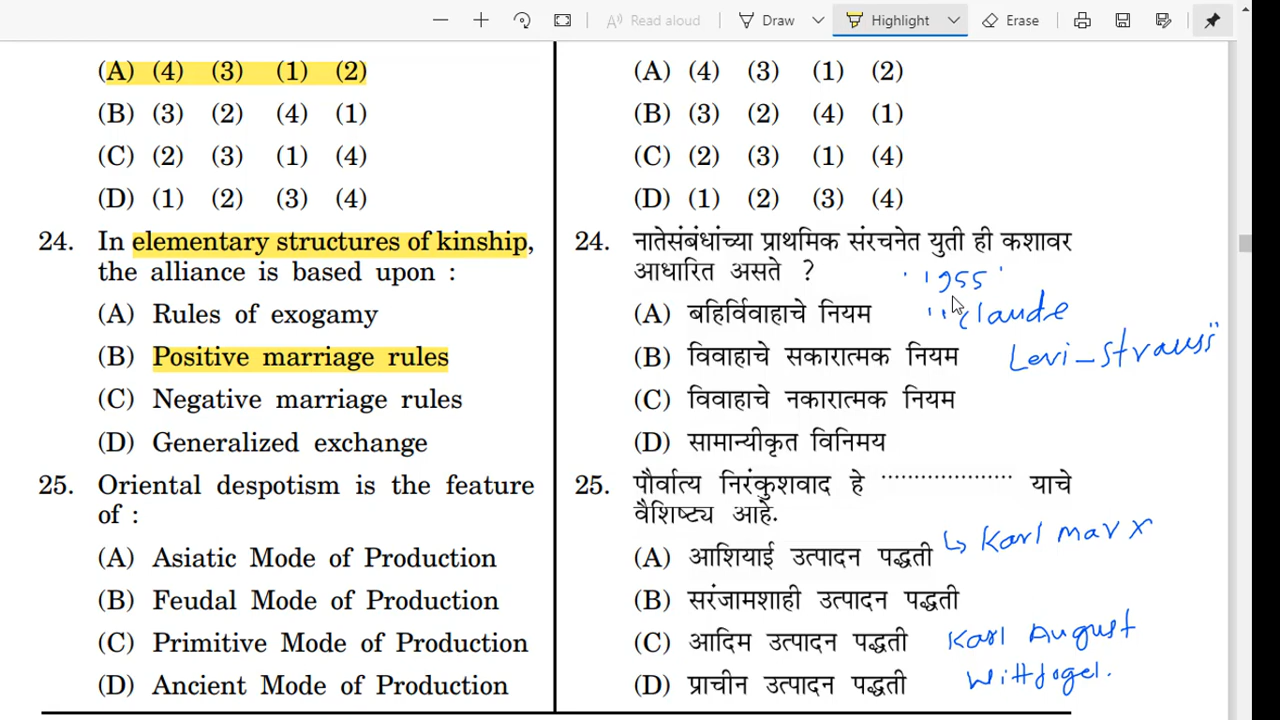 Read aloud Draw Highlight Erase
(A) (4) (3) (1) (2)
(B) (3) (2) (4) (1)
(C) (2) (3) (1) (4)
(D) (1) (2) (3) (4)
24. In elementary structures of kinship,
the alliance is based upon :
(A) Rules of exogamy
(B) Positive marriage rules
(C) Negative marriage rules
(D) Generalized exchange
25. Oriental despotism is the feature
of :
(A) Asiatic Mode of Production
(B) Feudal Mode of Production
(C) Primitive Mode of Production
(D) Ancient Mode of Production
(A) (4) (3) (1) (2)
(B) (3) (2) (4) (1)
(C) (2) (3) (1) (4)
(D) (1) (2) (3) (4)
24. नातेसंबंधांच्या प्राथमिक संरचनेत युती ही कशावर
आधारित असते ?
'1955'
(A) बहिर्विवाहाचे नियम "Claude
(B) विवाहाचे सकारात्मक नियम Levi-Strauss"
(C) विवाहाचे नकारात्मक नियम
(D) सामान्यीकृत विनिमय
25. पौर्वात्य निरंकुशवाद हे .................... याचे
वैशिष्ट्य आहे.
(A) आशियाई उत्पादन पद्धती ↳ Karl marx
(B) सरंजामशाही उत्पादन पद्धती
(C) आदिम उत्पादन पद्धती Karl August
(D) प्राचीन उत्पादन पद्धती Wittfogel.